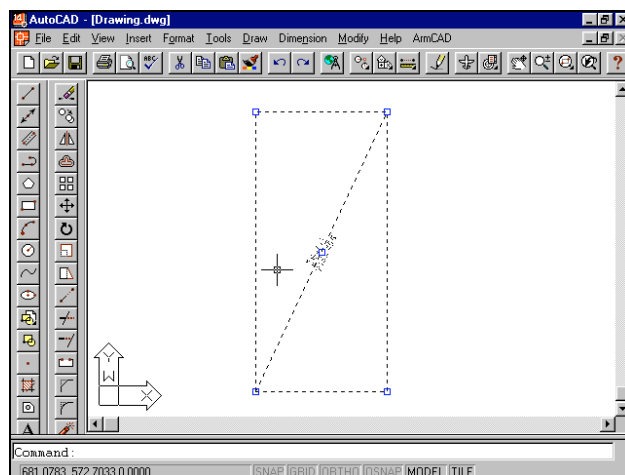 AutoCAD - [Drawing.dwg]
File Edit View Insert Format Tools Draw Dimension Modify Help ArmCAD
ABC
?
Y
W
X
A
Command:
681.0783, 572.7033,0.0000 SNAP GRID ORTHO OSNAP MODEL TILE